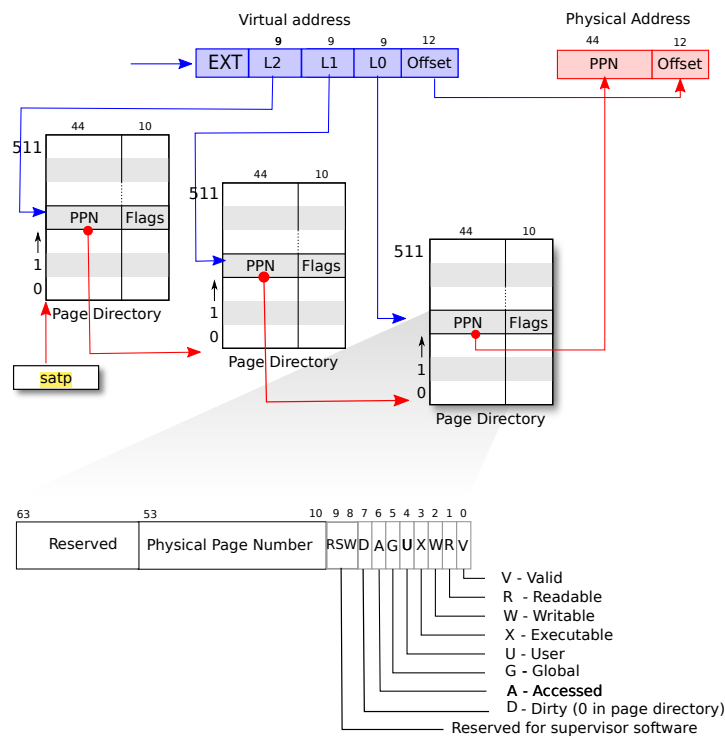 Virtual address
Physical Address
9 9 9 12
EXT L2 L1 L0 Offset
44 12
PPN Offset
44 10
511
PPN Flags
1
0
Page Directory
satp
44 10
511
PPN Flags
1
0
Page Directory
44 10
511
PPN Flags
1
0
Page Directory
63 53 10 9 8 7 6 5 4 3 2 1 0
Reserved Physical Page Number RSW D A G U X W R V
V - Valid
R - Readable
W - Writable
X - Executable
U - User
G - Global
A - Accessed
D - Dirty (0 in page directory)
Reserved for supervisor software